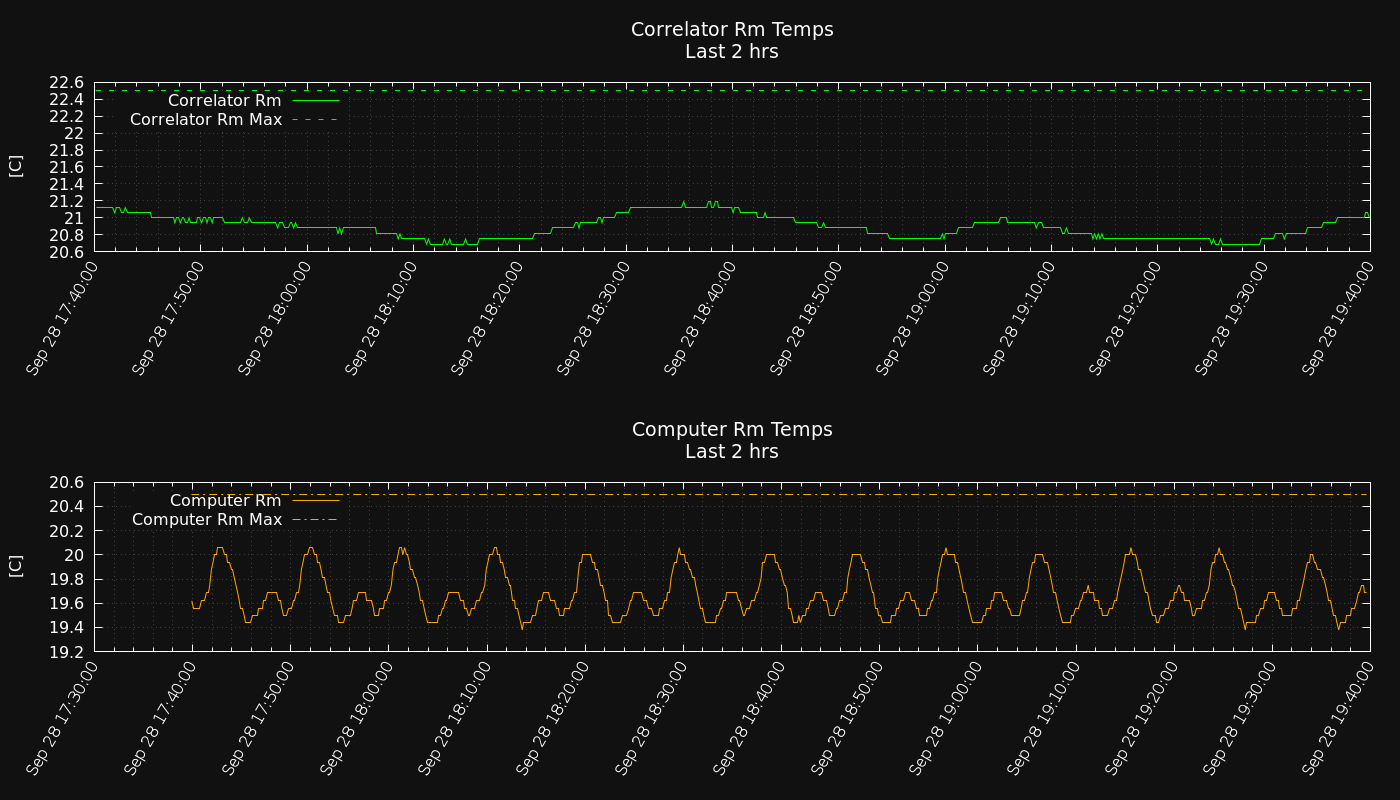 Correlator Rm Temps
Last 2 hrs
22.6
22.4
22.2
22
21.8
21.6
21.4
21.2
21
20.8
20.6
[C]
Correlator Rm
Correlator Rm Max
Sep 28 17:40:00
Sep 28 17:50:00
Sep 28 18:00:00
Sep 28 18:10:00
Sep 28 18:20:00
Sep 28 18:30:00
Sep 28 18:40:00
Sep 28 18:50:00
Sep 28 19:00:00
Sep 28 19:10:00
Sep 28 19:20:00
Sep 28 19:30:00
Sep 28 19:40:00
Computer Rm Temps
Last 2 hrs
20.6
20.4
20.2
20
19.8
19.6
19.4
19.2
[C]
Computer Rm
Computer Rm Max
Sep 28 17:30:00
Sep 28 17:40:00
Sep 28 17:50:00
Sep 28 18:00:00
Sep 28 18:10:00
Sep 28 18:20:00
Sep 28 18:30:00
Sep 28 18:40:00
Sep 28 18:50:00
Sep 28 19:00:00
Sep 28 19:10:00
Sep 28 19:20:00
Sep 28 19:30:00
Sep 28 19:40:00